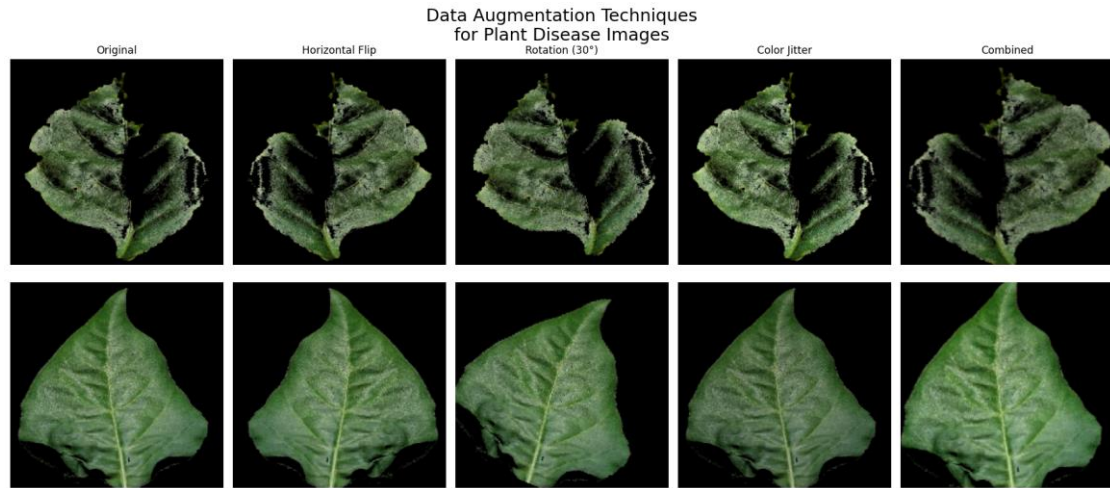 Data Augmentation Techniques
for Plant Disease Images
Original
Horizontal Flip
Rotation (30°)
Color Jitter
Combined